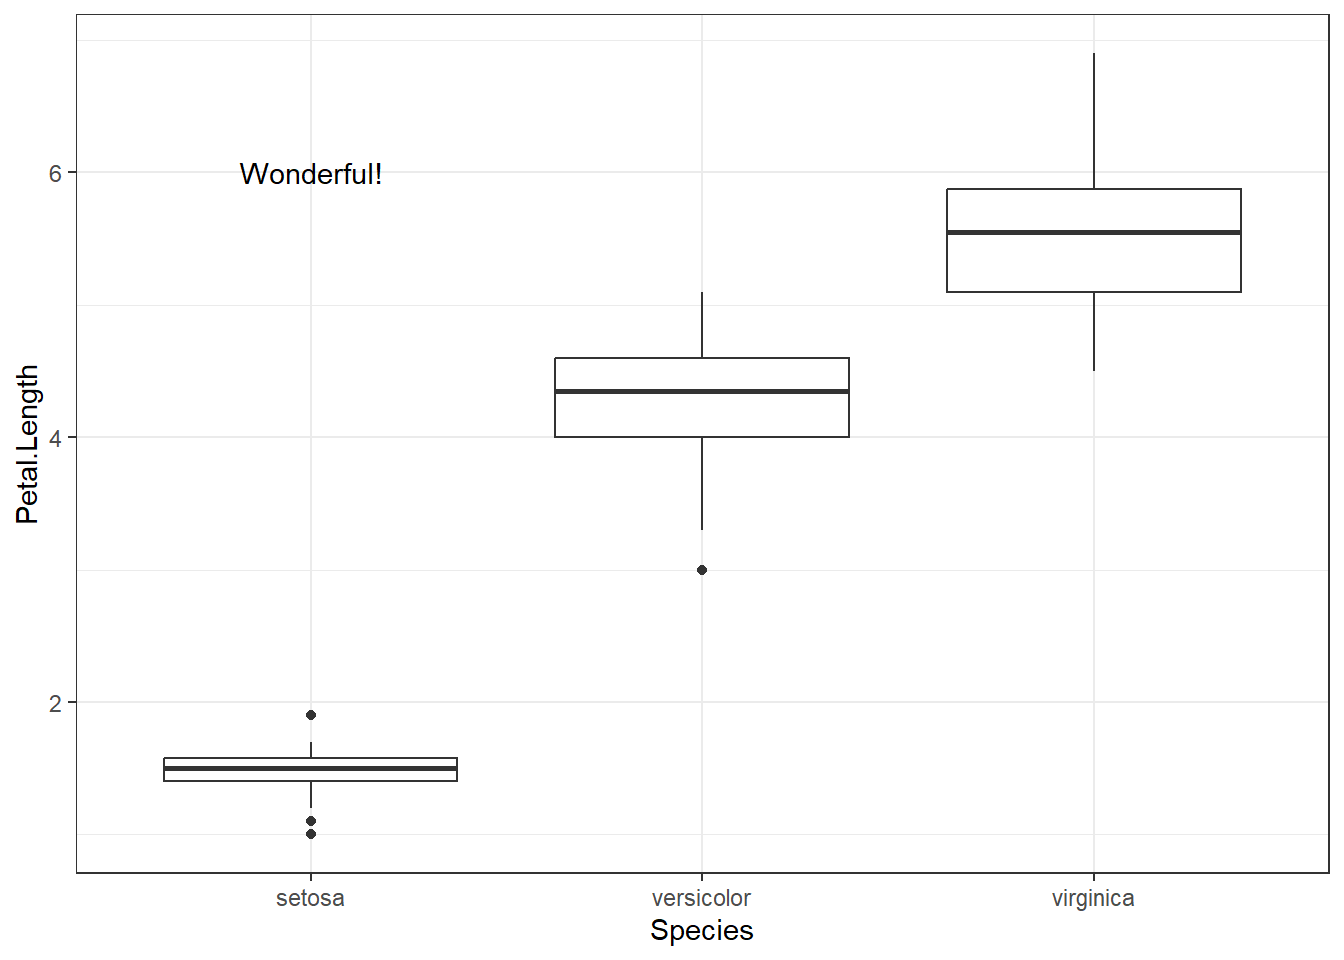 Wonderful!
Petal.Length
6
4
2
setosa
versicolor
virginica
Species